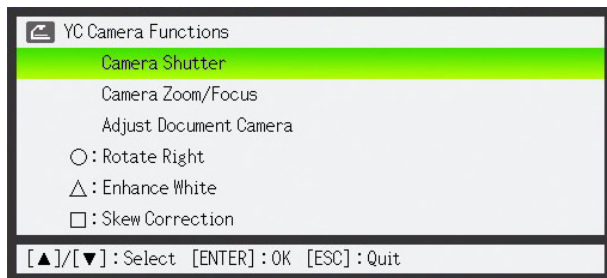 YC Camera Functions
Camera Shutter
Camera Zoom/Focus
Adjust Document Camera
○:Rotate Right
△:Enhance White
□:Skew Correction
[▲]/[▼]:Select [ENTER]:OK [ESC]:Quit